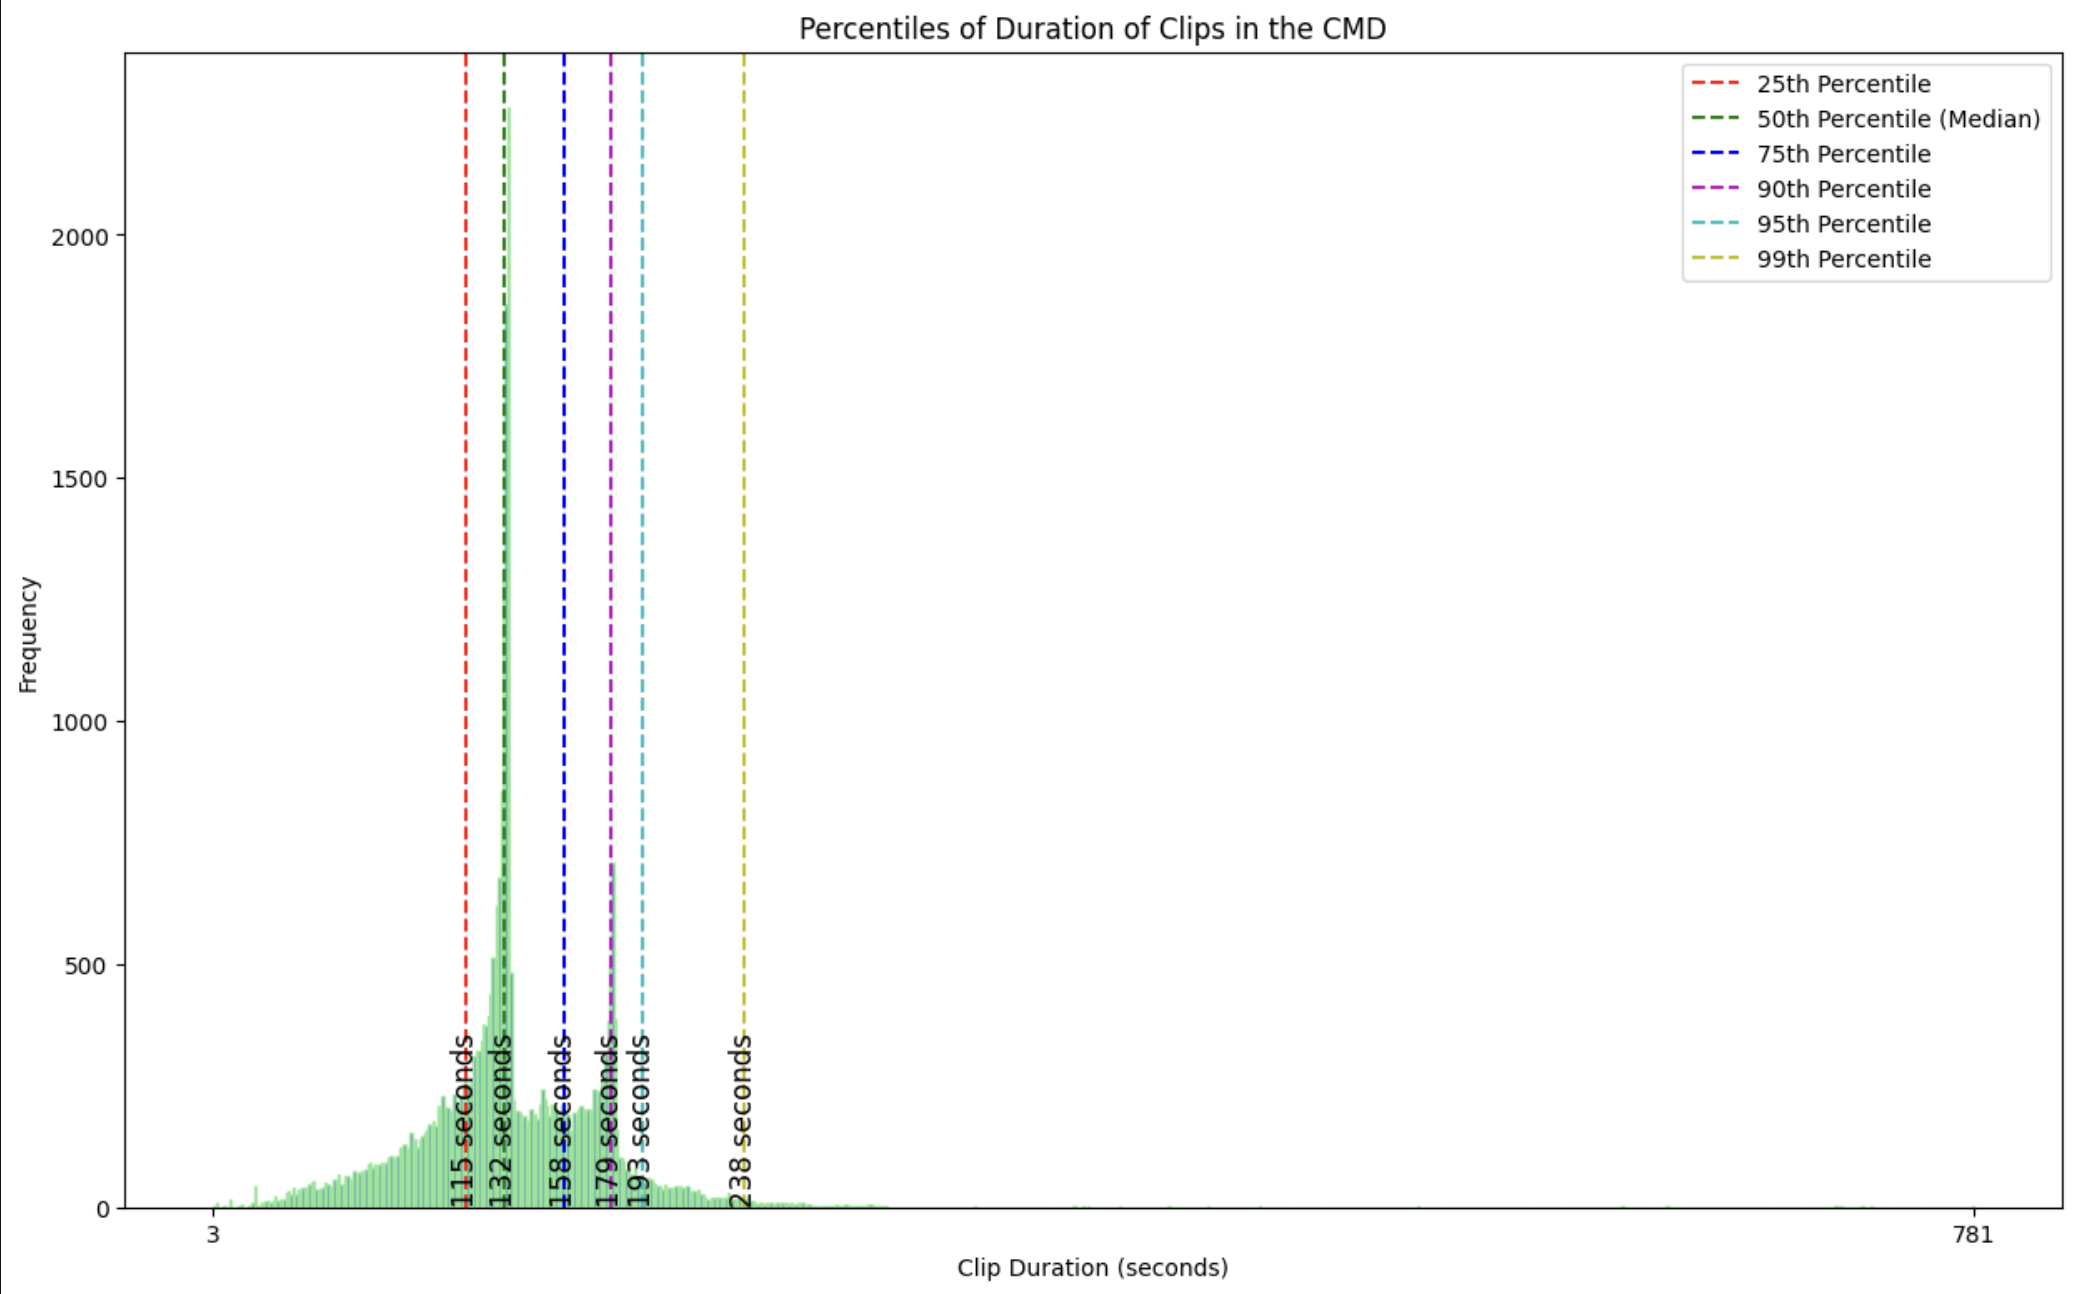 Percentiles of Duration of Clips in the CMD
25th Percentile
50th Percentile (Median)
75th Percentile
90th Percentile
95th Percentile
99th Percentile
2000
1500
1000
500
0
Frequency
115 seconds
132 seconds
158 seconds
179 seconds
193 seconds
238 seconds
3
781
Clip Duration (seconds)